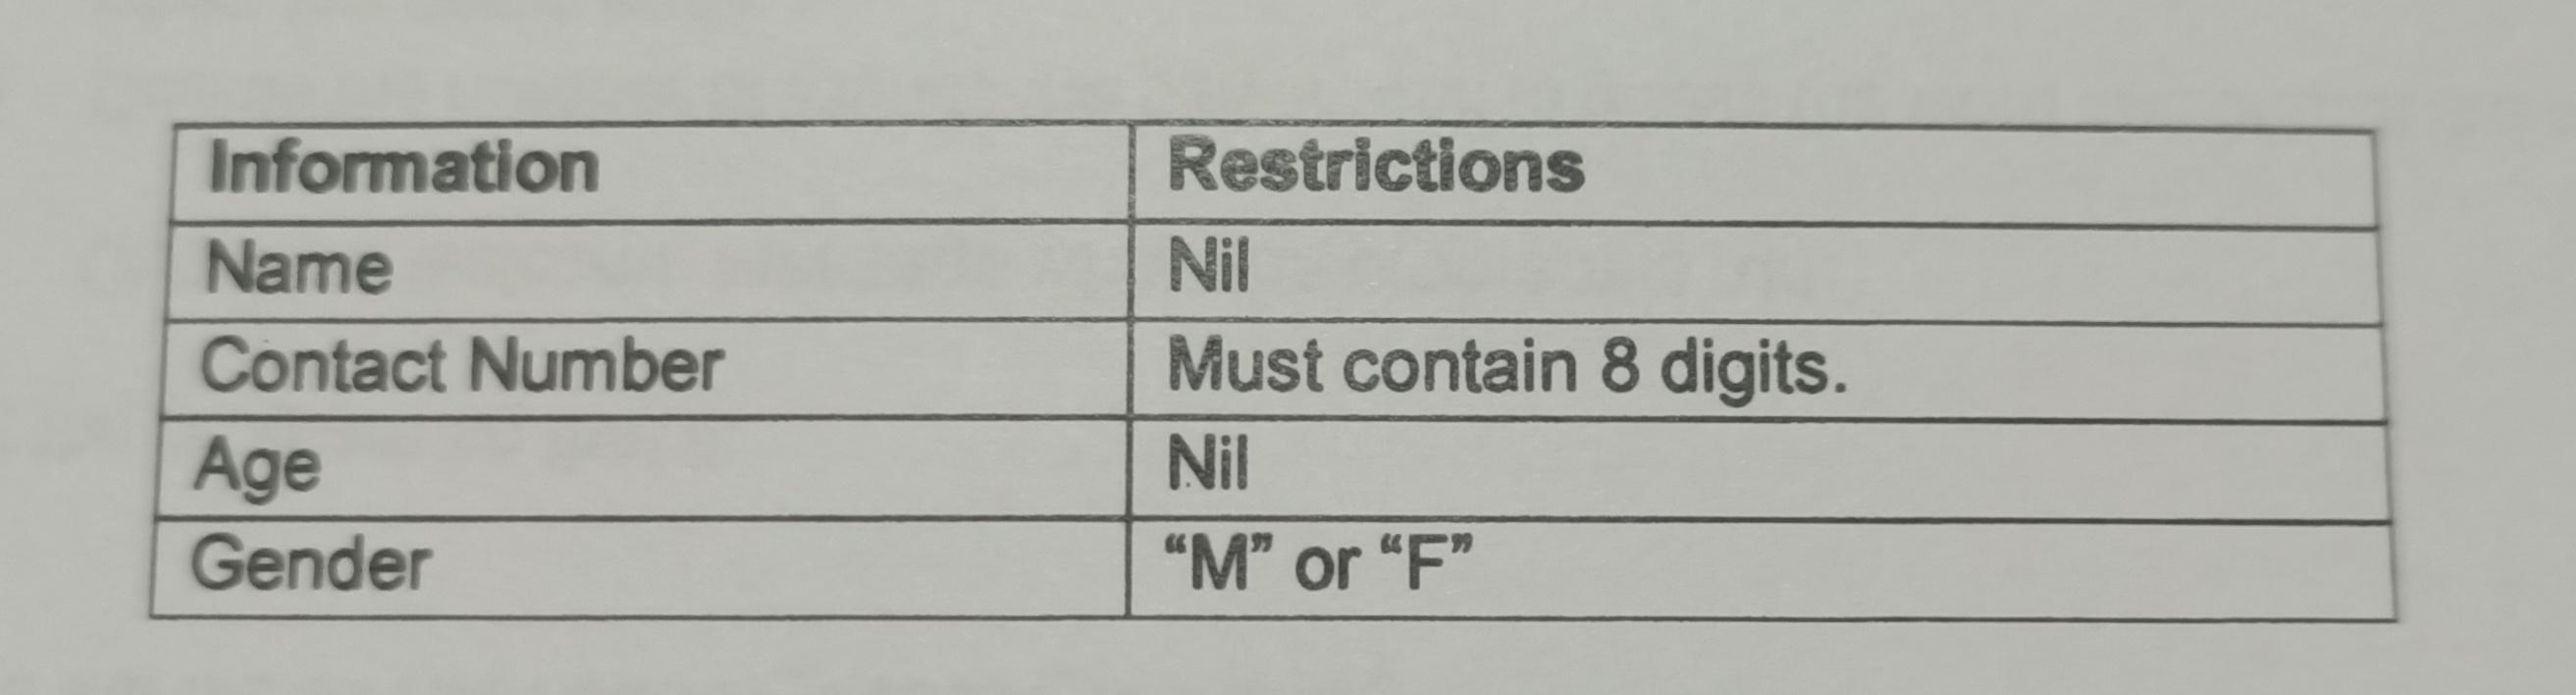 Information Restrictions
Name Nil
Contact Number Must contain 8 digits.
Age Nil
Gender “M” or “F”